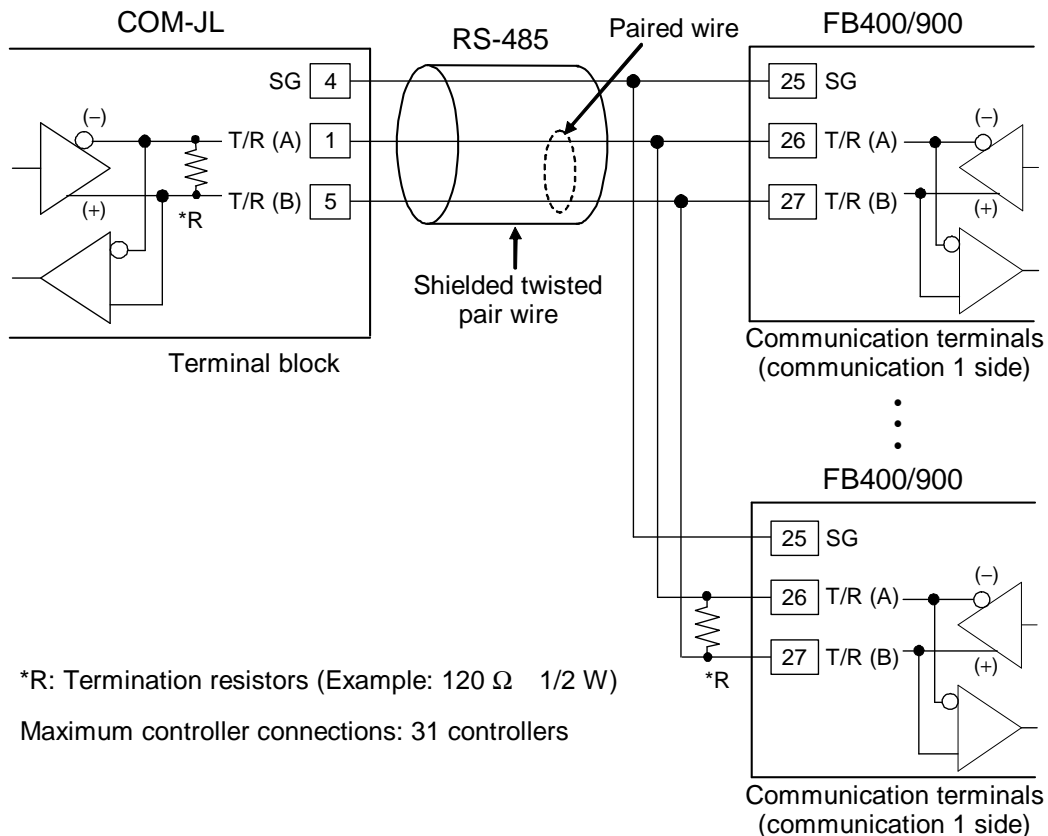 COM-JL
RS-485
Paired wire
FB400/900
SG 4
25 SG
(−)
T/R (A) 1
26 T/R (A)
(−)
T/R (B) 5
27 T/R (B)
(+)
*R
(+)
Shielded twisted
pair wire
Terminal block
Communication terminals
(communication 1 side)
FB400/900
25 SG
26 T/R (A)
(−)
27 T/R (B)
(+)
*R
*R: Termination resistors (Example: 120 Ω 1/2 W)
Maximum controller connections: 31 controllers
Communication terminals
(communication 1 side)